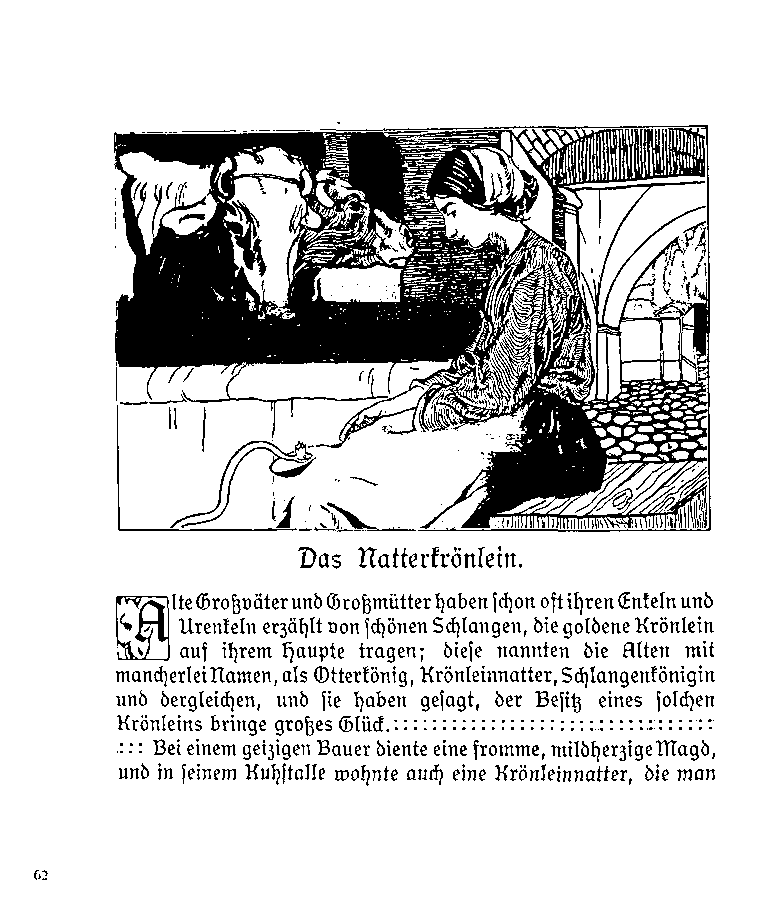 Das Natterkrönlein.
Alte Großväter und Großmütter haben schon oft ihren Enkeln und
Urenkeln erzählt von schönen Schlangen, die goldene Krönlein
auf ihrem Haupte tragen; diese nannten die Alten mit
mancherlei Namen, als Otterkönig, Krönleinnatter, Schlangenkönigin
und dergleichen, und sie haben gesagt, der Besitz eines solchen
Krönleins bringe großes Glück. : : : : : : : : : : : : : : : : : : : : : : : : : : : : : : : : :
: : : Bei einem geizigen Bauer diente eine fromme, mildherzige Magd,
und in seinem Kuhstalle wohnte auch eine Krönleinnatter, die man
62